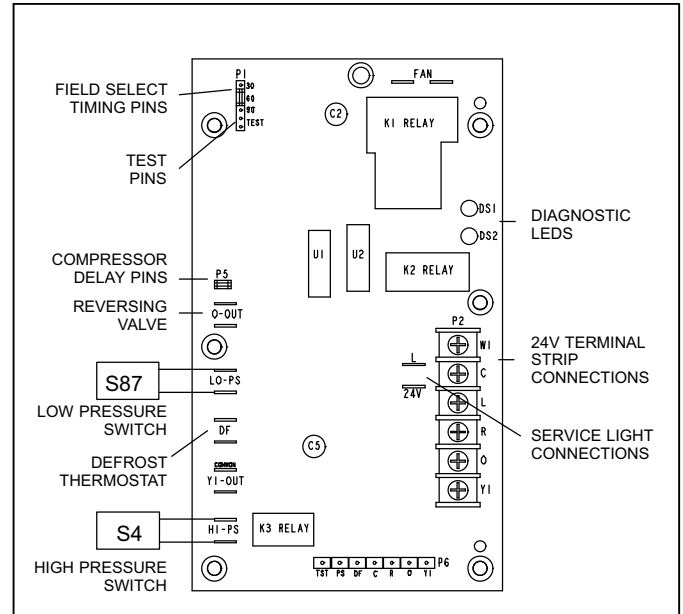 FIELD SELECT
TIMING PINS
TEST
PINS
COMPRESSOR
DELAY PINS
REVERSING
VALVE
S87
LOW PRESSURE
SWITCH
DEFROST
THERMOSTAT
S4
HIGH PRESSURE
SWITCH
P1
30
60
90
TEST
FAN
C2
K1 RELAY
DS1
DS2
U1
U2
K2 RELAY
P5
O-OUT
LO-PS
DF
COMMON
Y1-OUT
HI-PS
C5
K3 RELAY
L
24V
P2
W1
C
L
R
O
Y1
P6
TST PS DF C R O Y1
DIAGNOSTIC
LEDS
24V TERMINAL
STRIP
CONNECTIONS
SERVICE LIGHT
CONNECTIONS